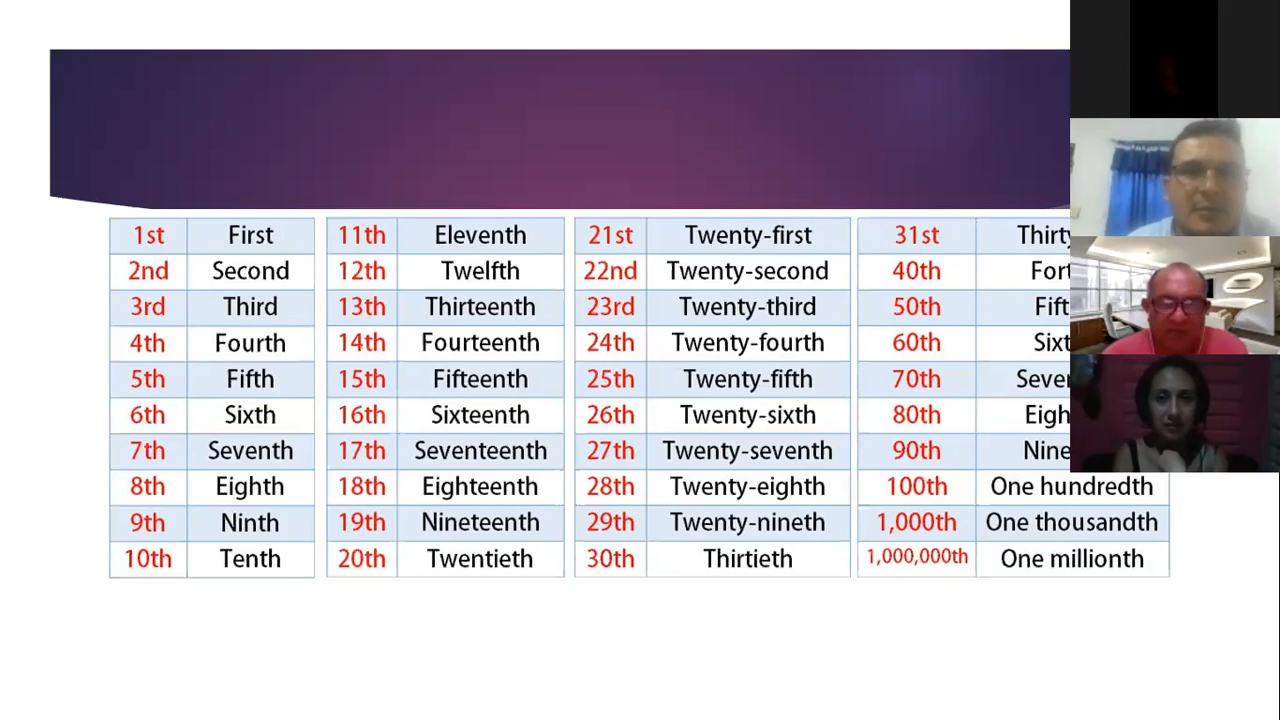 1st First 11th Eleventh 21st Twenty-first 31st
2nd Second 12th Twelfth 22nd Twenty-second 40th
3rd Third 13th Thirteenth 23rd Twenty-third 50th
4th Fourth 14th Fourteenth 24th Twenty-fourth 60th
5th Fifth 15th Fifteenth 25th Twenty-fifth 70th
6th Sixth 16th Sixteenth 26th Twenty-sixth 80th
7th Seventh 17th Seventeenth 27th Twenty-seventh 90th
8th Eighth 18th Eighteenth 28th Twenty-eighth 100th One hundredth
9th Ninth 19th Nineteenth 29th Twenty-nineth 1,000th One thousandth
10th Tenth 20th Twentieth 30th Thirtieth 1,000,000th One millionth